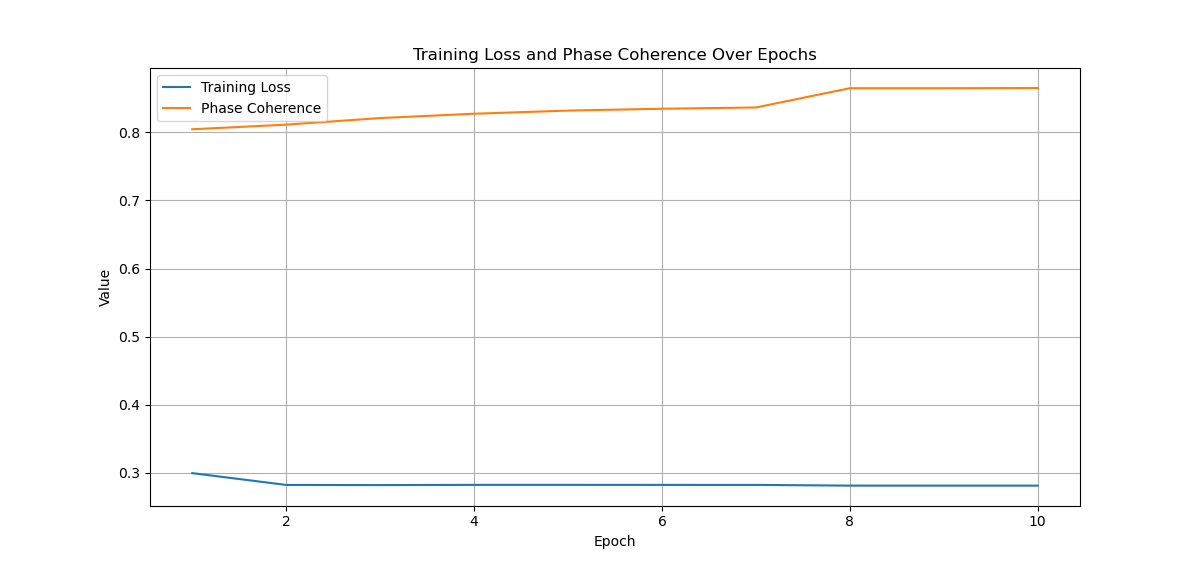 Training Loss and Phase Coherence Over Epochs
Training Loss
Phase Coherence
Value
0.8
0.7
0.6
0.5
0.4
0.3
2 4 6 8 10
Epoch